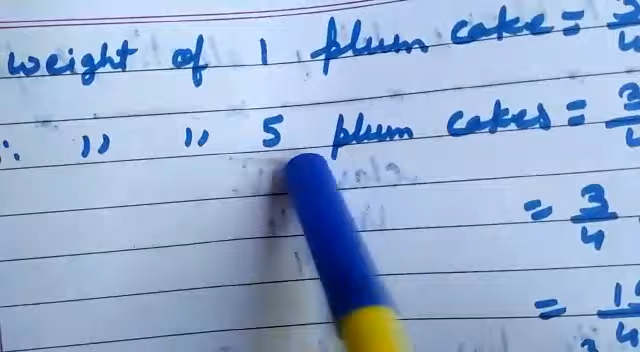 weight of 1 plum cake = 3/4
∴ ,, ,, 5 plum cakes = 3/4
= 3/4
=